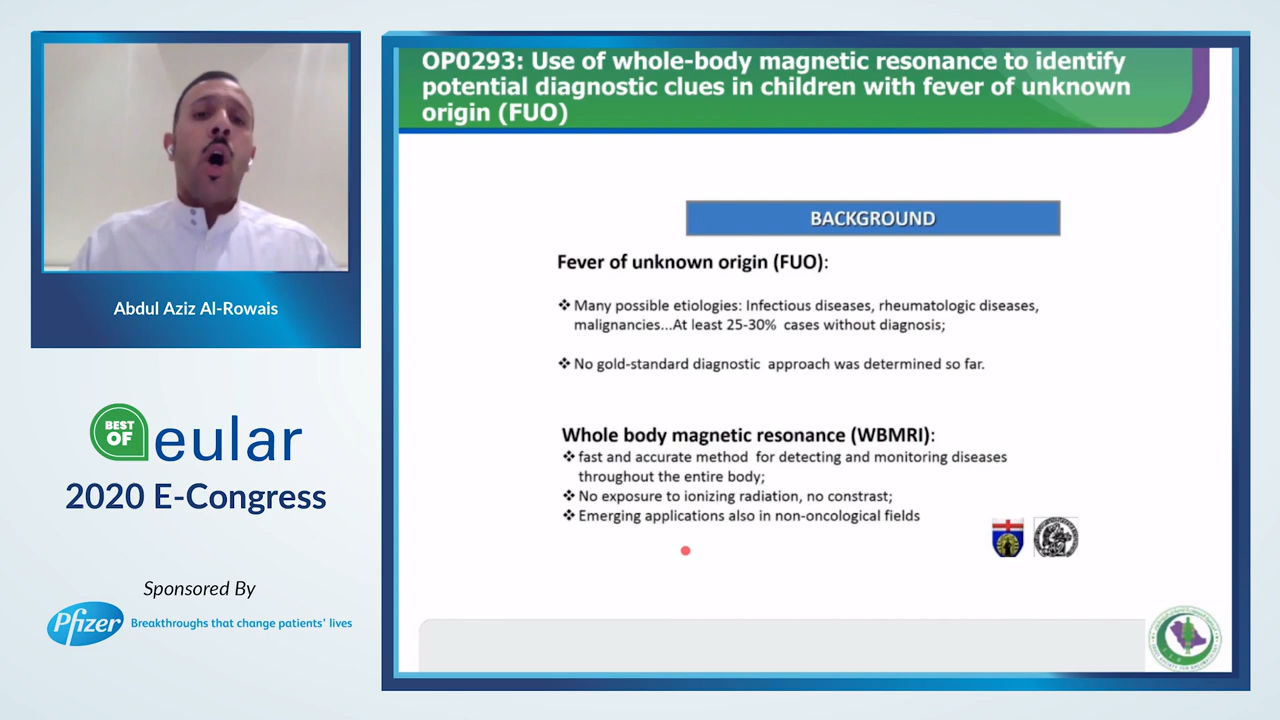 OP0293: Use of whole-body magnetic resonance to identify
potential diagnostic clues in children with fever of unknown
origin (FUO)
BACKGROUND
Fever of unknown origin (FUO):
❖ Many possible etiologies: Infectious diseases, rheumatologic diseases,
malignancies...At least 25-30% cases without diagnosis;
❖ No gold-standard diagnostic approach was determined so far.
Whole body magnetic resonance (WBMRI):
❖ fast and accurate method for detecting and monitoring diseases
throughout the entire body;
❖ No exposure to ionizing radiation, no constrast;
❖ Emerging applications also in non-oncological fields
Abdul Aziz Al-Rowais
BEST
OF
eular
2020 E-Congress
Sponsored By
Pfizer
Breakthroughs that change patients' lives